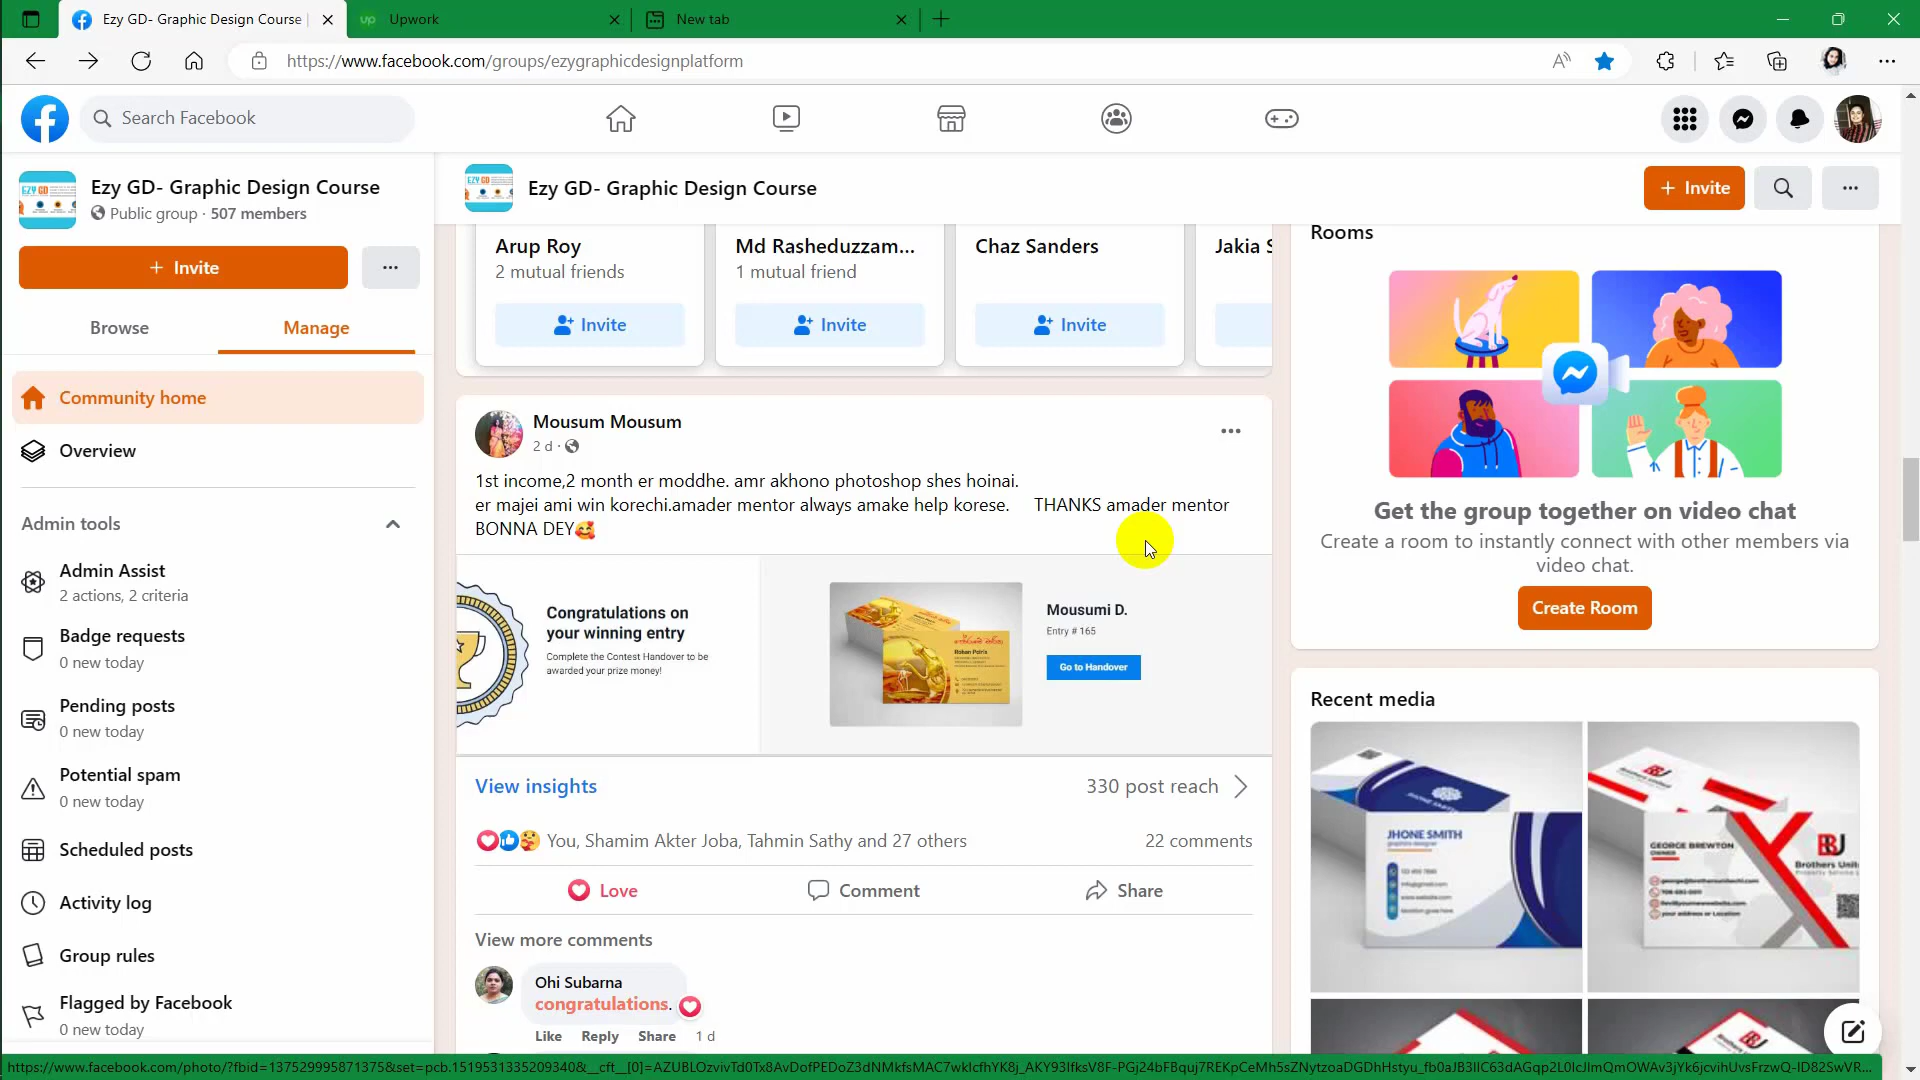 Ezy GD- Graphic Design Course
Upwork
New tab
https://www.facebook.com/groups/ezygraphicdesignplatform
Search Facebook
Ezy GD- Graphic Design Course
Public group · 507 members
+ Invite
Browse
Manage
Community home
Overview
Admin tools
Admin Assist
2 actions, 2 criteria
Badge requests
0 new today
Pending posts
0 new today
Potential spam
0 new today
Scheduled posts
Activity log
Group rules
Flagged by Facebook
0 new today
EZY GD
Ezy GD- Graphic Design Course
+ Invite
Arup Roy
2 mutual friends
Invite
Md Rasheduzzam...
1 mutual friend
Invite
Chaz Sanders
Invite
Jakia S
Mousum Mousum
2 d ·
1st income,2 month er moddhe. amr akhono photoshop shes hoinai.
er majei ami win korechi.amader mentor always amake help korese. THANKS amader mentor
BONNA DEY🥰
Congratulations on
your winning entry
Complete the Contest Handover to be
awarded your prize money!
Mousumi D.
Entry # 165
Go to Handover
View insights
330 post reach
You, Shamim Akter Joba, Tahmin Sathy and 27 others
22 comments
Love
Comment
Share
View more comments
Ohi Subarna
congratulations.
Like Reply Share 1 d
Rooms
Get the group together on video chat
Create a room to instantly connect with other members via
video chat.
Create Room
Recent media
JHONE SMITH
GEORGE BREWTON
OWNER
Brothers Unit